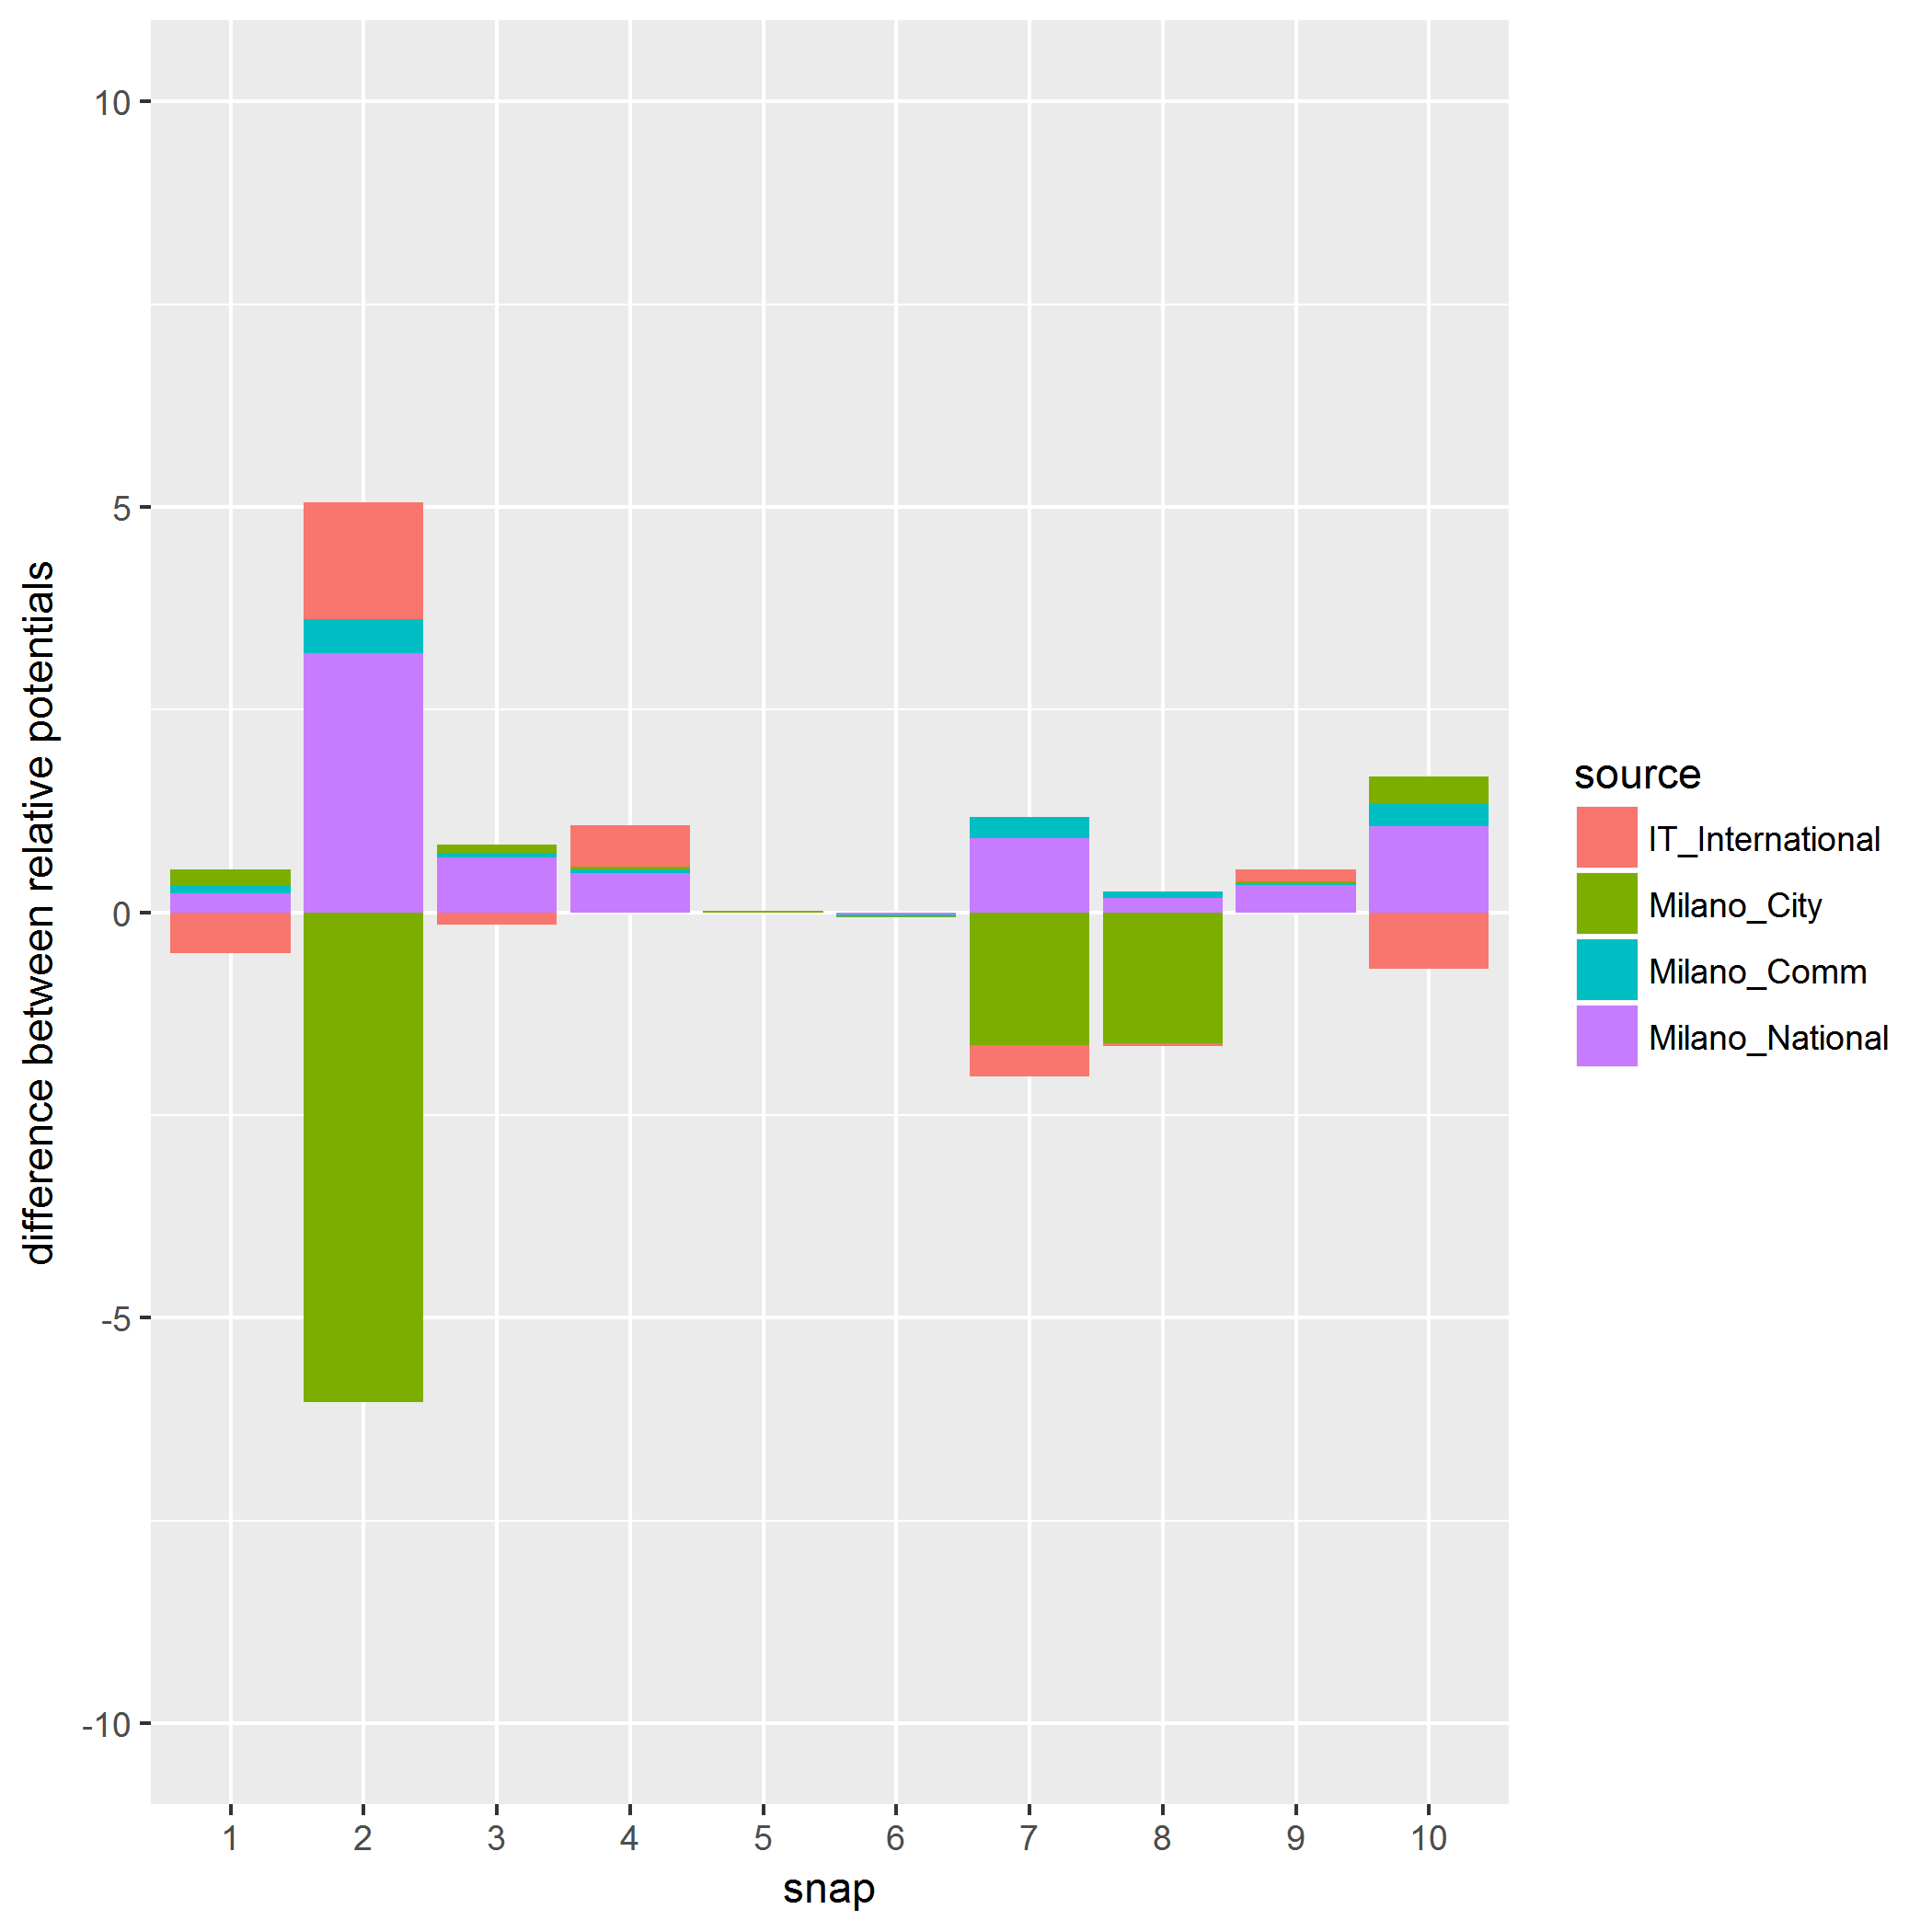 difference between relative potentials
10
5
0
-5
-10
1 2 3 4 5 6 7 8 9 10
snap
source
IT_International
Milano_City
Milano_Comm
Milano_National